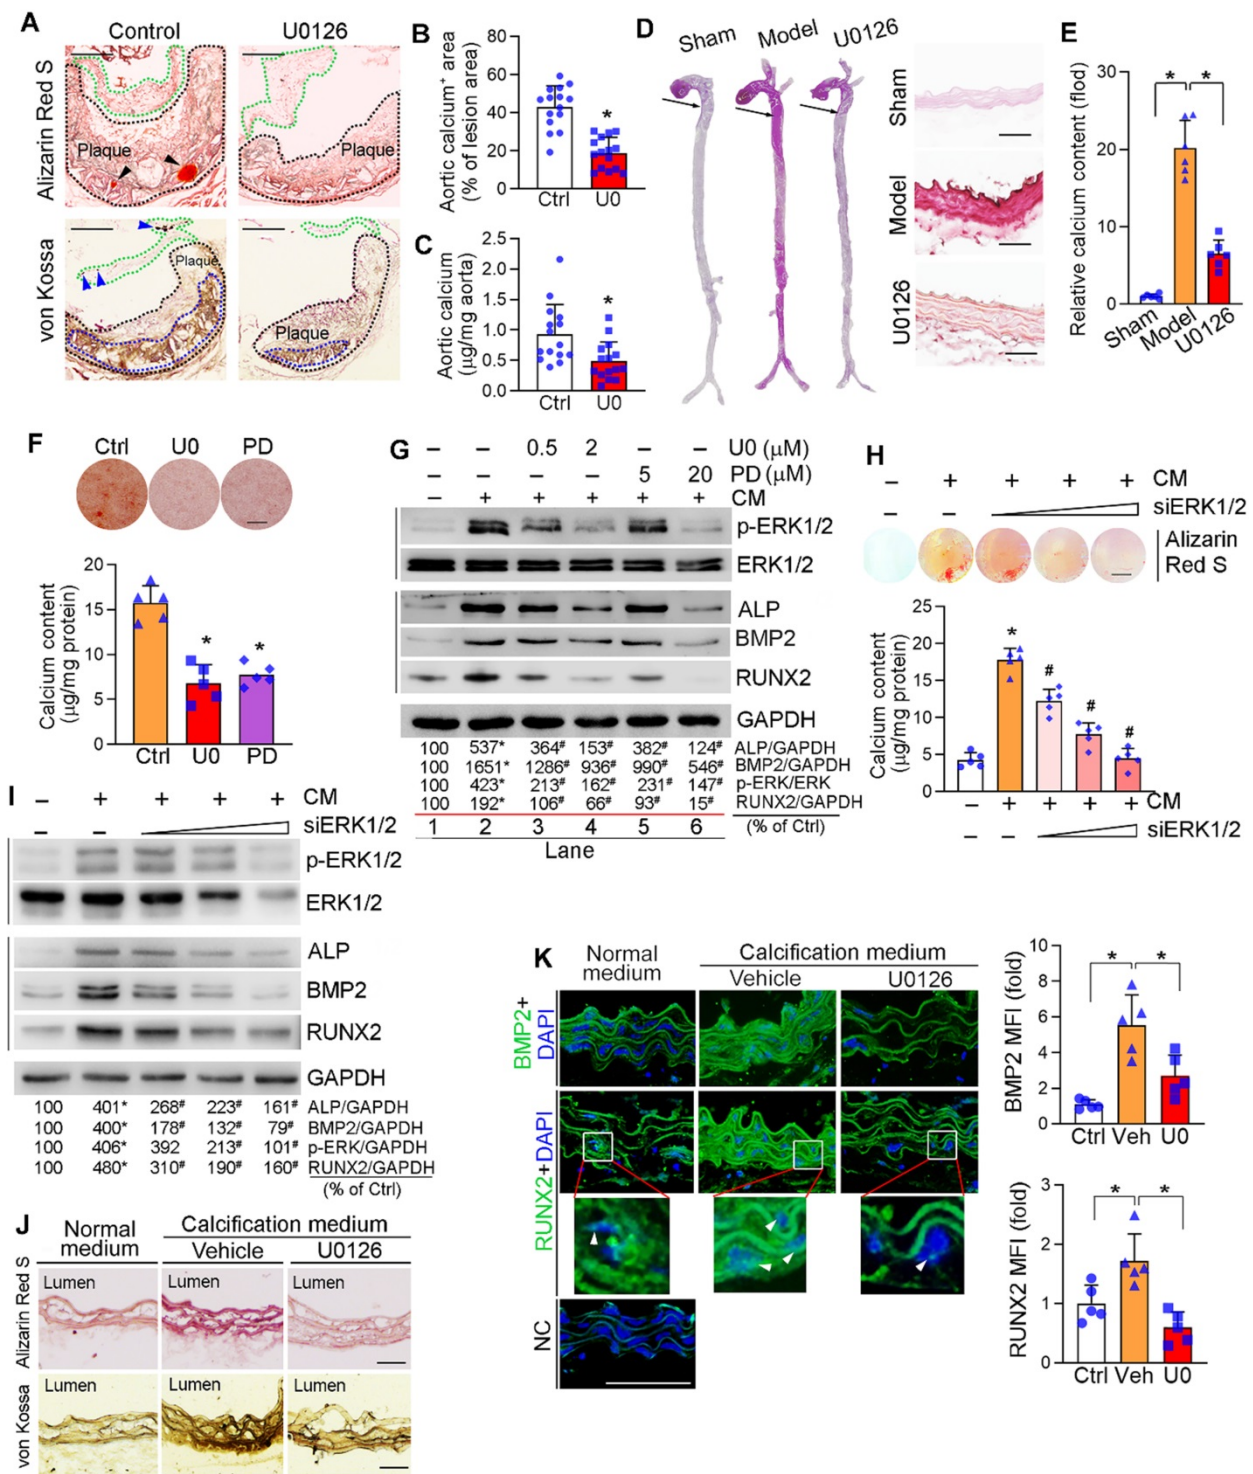 A
Control
U0126
Alizarin Red S
Plaque
Plaque
von Kossa
Plaque
Plaque
B
Aortic calcium⁺ area
(% of lesion area)
80
60
40
20
0
*
Ctrl
U0
C
Aortic calcium
(μg/mg aorta)
2.5
2.0
1.5
1.0
0.5
0.0
*
Ctrl
U0
D
Sham
Model
U0126
Sham
Model
U0126
E
Relative calcium content (flod)
30
20
10
0
* *
Sham
Model
U0126
F
Ctrl U0 PD
Calcium content
(μg/mg protein)
20
15
10
5
0
* *
Ctrl U0 PD
G
– – 0.5 2 – – U0 (μM)
– – – – 5 20 PD (μM)
– + + + + + CM
p-ERK1/2
ERK1/2
ALP
BMP2
RUNX2
GAPDH
100 537* 364# 153# 382# 124# ALP/GAPDH
100 1651* 1286# 936# 990# 546# BMP2/GAPDH
100 423* 213# 162# 231# 147# p-ERK/ERK
100 192* 106# 66# 93# 15# RUNX2/GAPDH
1 2 3 4 5 6 (% of Ctrl)
Lane
H
– + + + + CM
– – siERK1/2
Alizarin
Red S
Calcium content
(μg/mg protein)
25
20
15
10
5
0
* # # #
– + + + + CM
– – siERK1/2
I
– + + + + CM
– – siERK1/2
p-ERK1/2
ERK1/2
ALP
BMP2
RUNX2
GAPDH
100 401* 268# 223# 161# ALP/GAPDH
100 400* 178# 132# 79# BMP2/GAPDH
100 406* 392 213# 101# p-ERK/GAPDH
100 480* 310# 190# 160# RUNX2/GAPDH
(% of Ctrl)
J
Normal
medium
Calcification medium
Vehicle
U0126
Alizarin Red S
Lumen
Lumen
Lumen
von Kossa
Lumen
Lumen
Lumen
K
Normal
medium
Calcification medium
Vehicle
U0126
BMP2+
DAPI
RUNX2+DAPI
NC
BMP2 MFI (fold)
10
8
6
4
2
0
* *
Ctrl Veh U0
RUNX2 MFI (fold)
3
2
1
0
* *
Ctrl Veh U0